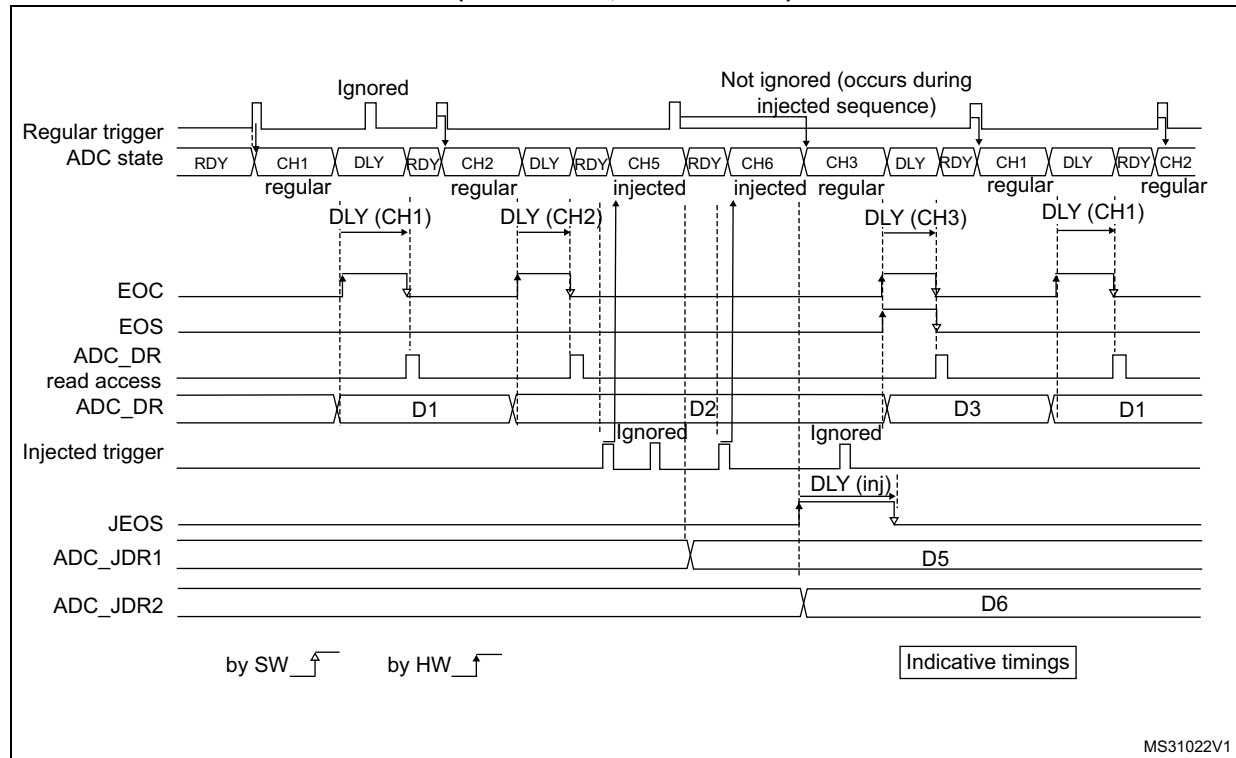 Ignored
Not ignored (occurs during
injected sequence)
Regular trigger
ADC state
RDY CH1 DLY RDY CH2 DLY RDY CH5 RDY CH6 CH3 DLY RDY CH1 DLY RDY CH2
regular regular injected injected regular regular regular
DLY (CH1) DLY (CH2) DLY (CH3) DLY (CH1)
EOC
EOS
ADC_DR
read access
ADC_DR D1 D2 D3 D1
Ignored Ignored
Injected trigger
DLY (inj)
JEOS
ADC_JDR1 D5
ADC_JDR2 D6
by SW by HW Indicative timings
MS31022V1